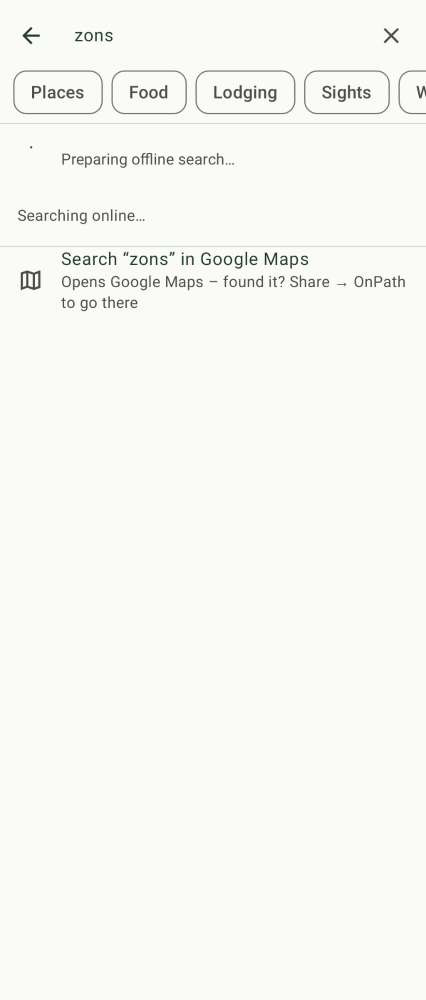 zons
Places
Food
Lodging
Sights
Preparing offline search…
Searching online…
Search “zons” in Google Maps
Opens Google Maps – found it? Share → OnPath
to go there